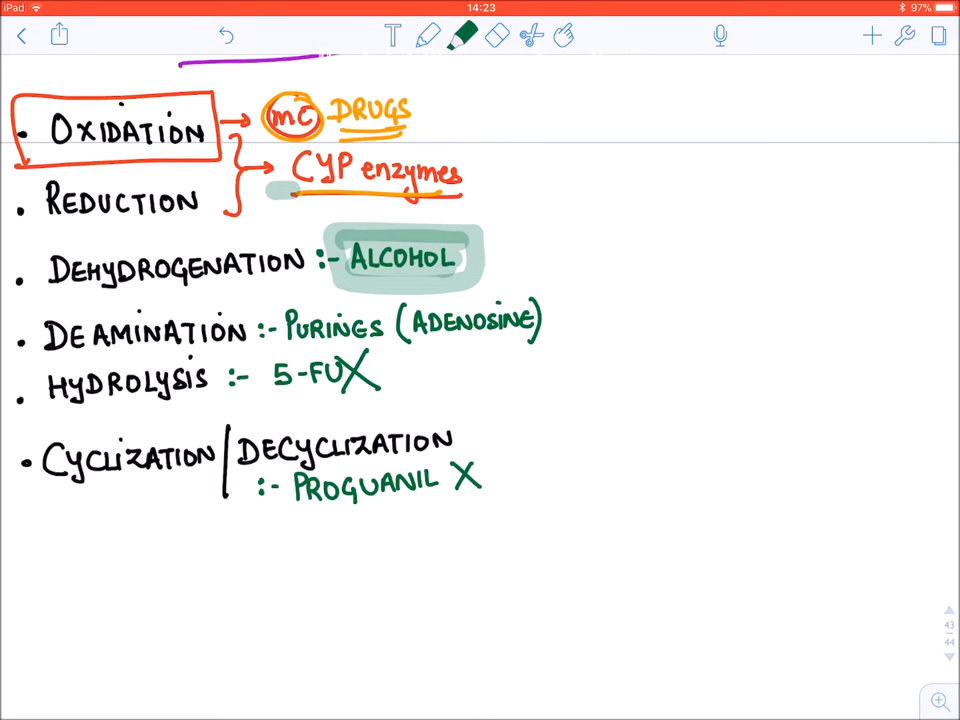 iPad 14:23 97%
T
• OXIDATION → MC DRUGS
→ CYP enzymes
• REDUCTION
• DEHYDROGENATION :- ALCOHOL
• DEAMINATION :- PURINES (ADENOSINE)
• HYDROLYSIS :- 5-FU X
• CYCLIZATION / DECYCLIZATION
:- PROGUANIL X
43
44